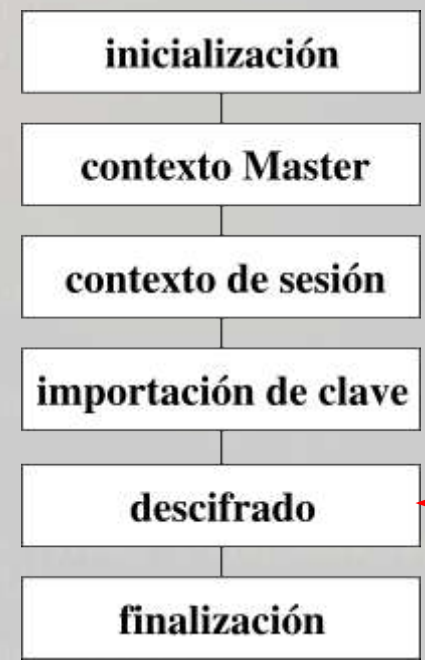 inicialización
contexto Master
contexto de sesión
importación de clave
descifrado
finalización